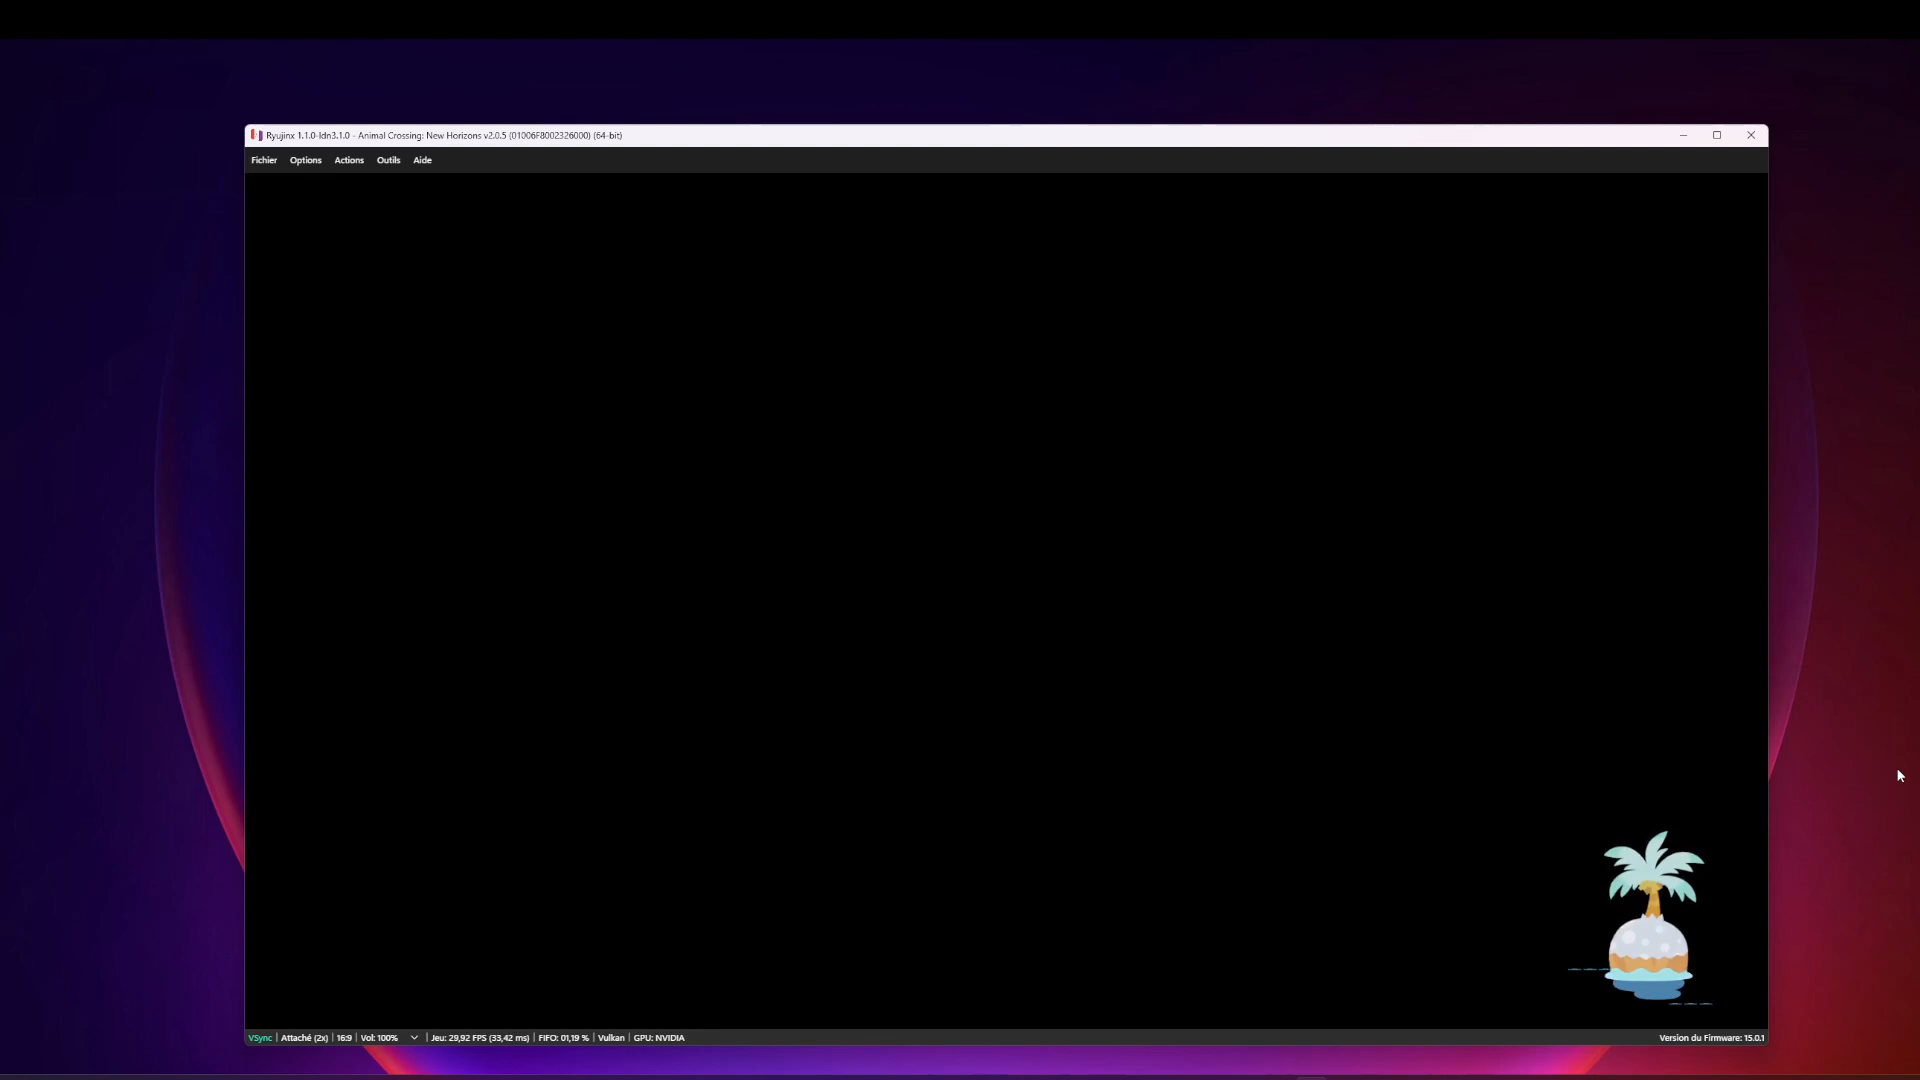 Ryujinx 1.1.0-ldn3.1.0 - Animal Crossing: New Horizons v2.0.5 (01006F8002326000) (64-bit)
Fichier Options Actions Outils Aide
VSync | Attaché (2x) | 16:9 | Vol: 100% | Jeu: 29,92 FPS (33,42 ms) | FIFO: 01,19 % | Vulkan | GPU: NVIDIA
Version du Firmware: 15.0.1